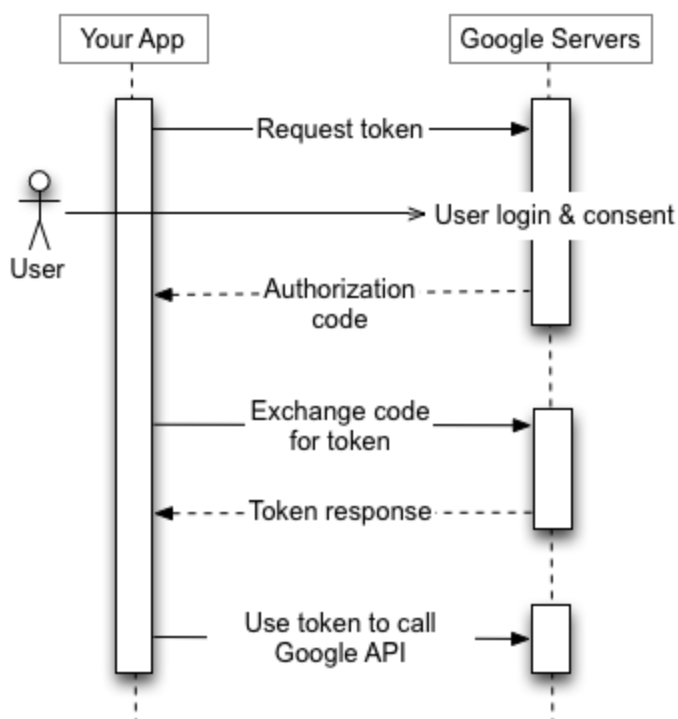 Your App
Google Servers
Request token
User login & consent
User
Authorization
code
Exchange code
for token
Token response
Use token to call
Google API